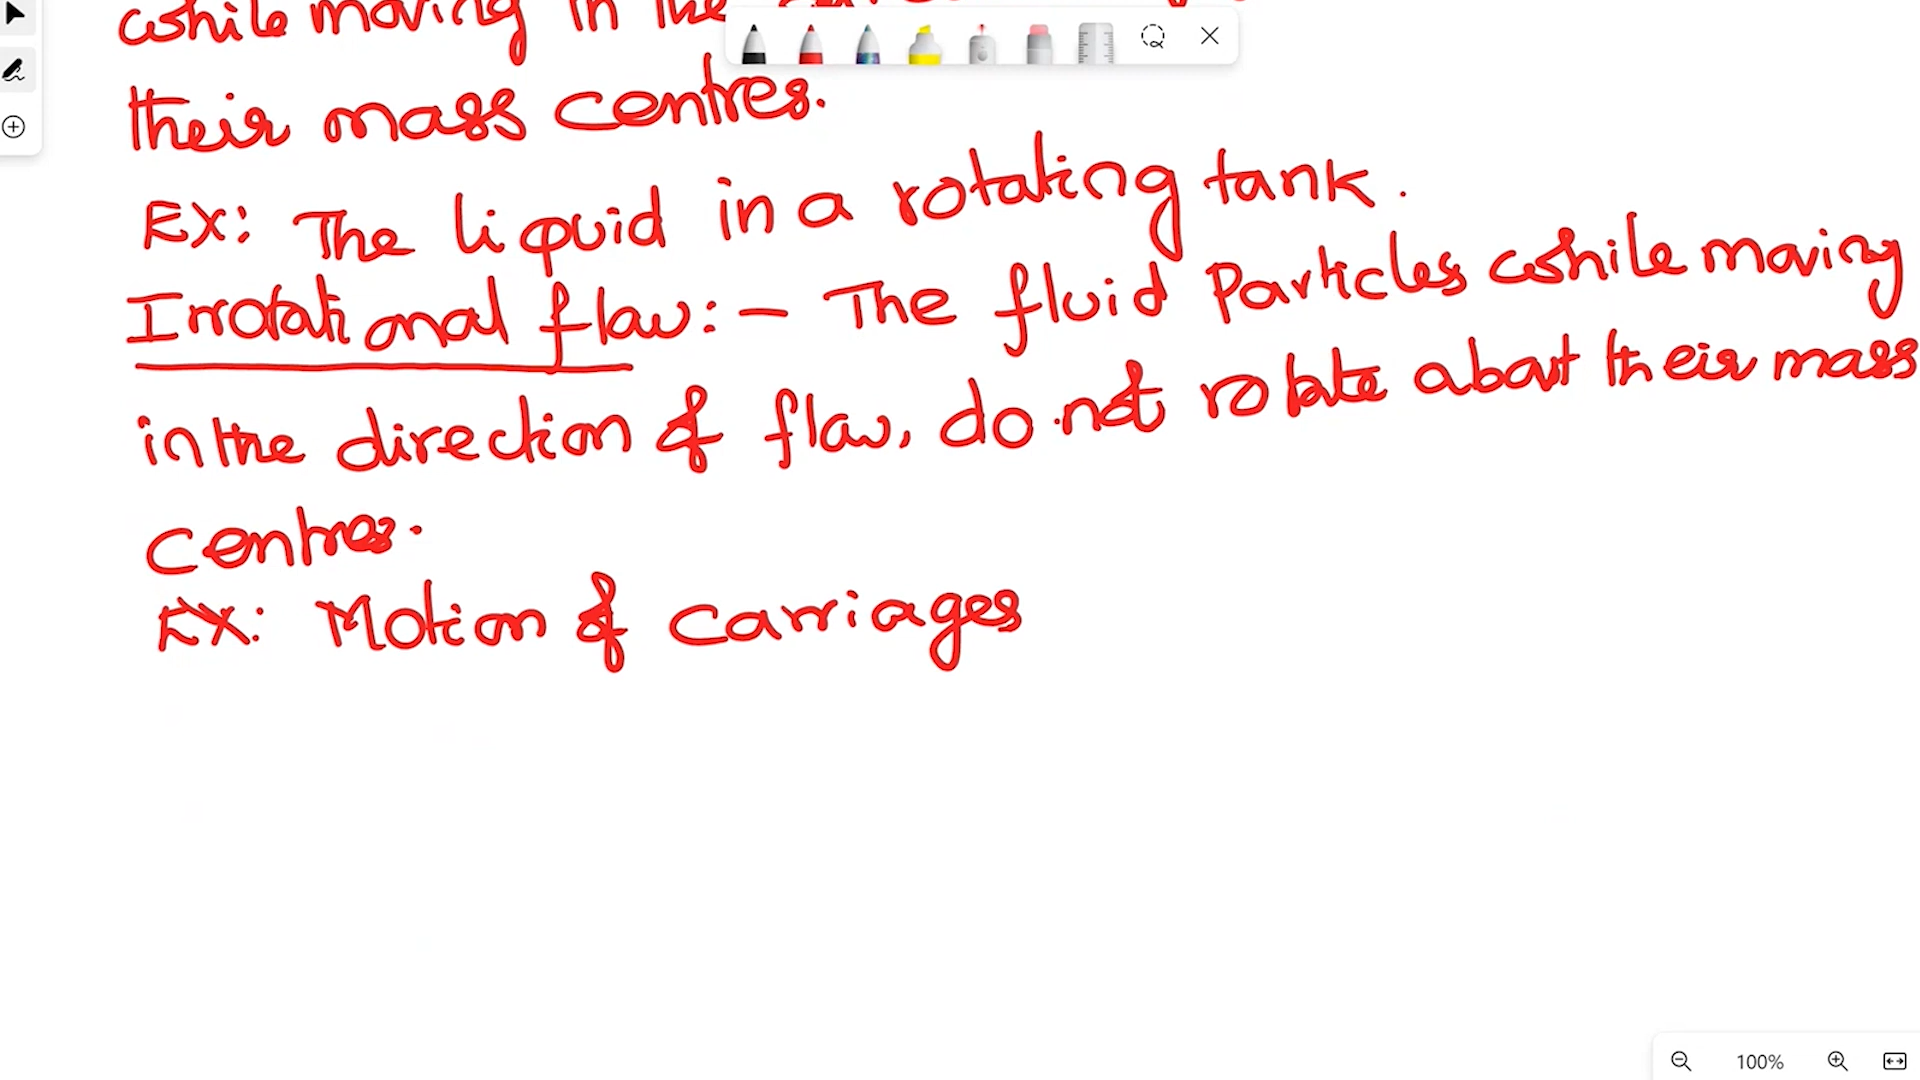 while moving in the
their mass centres.
EX: The liquid in a rotating tank.
Irrotational flow:- The fluid Particles while moving
in the direction of flow, do not rotate about their mass
centres.
EX: Motion of carriages
100%